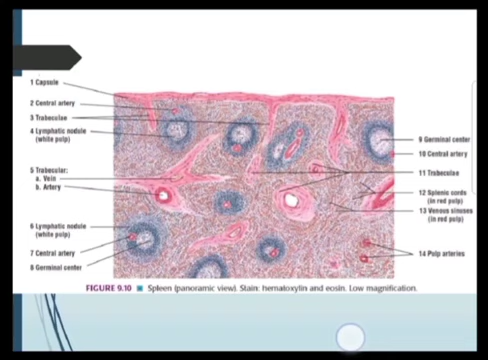 1 Capsule
2 Central artery
3 Trabeculae
4 Lymphatic nodule
(white pulp)
5 Trabecular:
a. Vein
b. Artery
6 Lymphatic nodule
(white pulp)
7 Central artery
8 Germinal center
9 Germinal center
10 Central artery
11 Trabeculae
12 Splenic cords
(in red pulp)
13 Venous sinuses
(in red pulp)
14 Pulp arteries
FIGURE 9.10 ■ Spleen (panoramic view). Stain: hematoxylin and eosin. Low magnification.